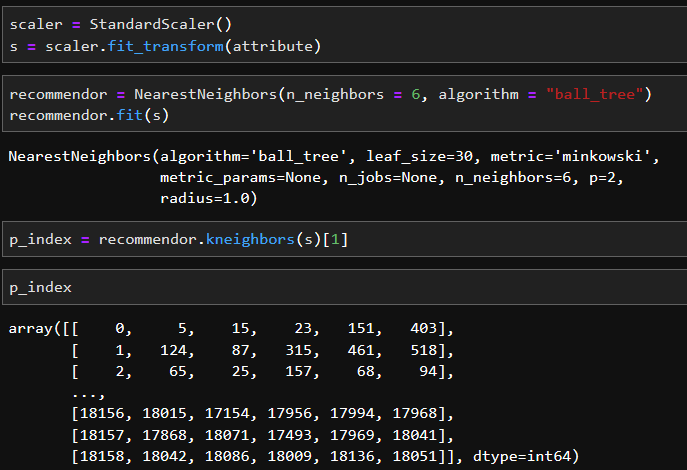 scaler = StandardScaler()
s = scaler.fit_transform(attribute)
recommendor = NearestNeighbors(n_neighbors = 6, algorithm = "ball_tree")
recommendor.fit(s)
NearestNeighbors(algorithm='ball_tree', leaf_size=30, metric='minkowski',
                 metric_params=None, n_jobs=None, n_neighbors=6, p=2,
                 radius=1.0)
p_index = recommendor.kneighbors(s)[1]
p_index
array([[    0,     5,    15,    23,   151,   403],
       [    1,   124,    87,   315,   461,   518],
       [    2,    65,    25,   157,    68,    94],
       ...,
       [18156, 18015, 17154, 17956, 17994, 17968],
       [18157, 17868, 18071, 17493, 17969, 18041],
       [18158, 18042, 18086, 18009, 18136, 18051]], dtype=int64)